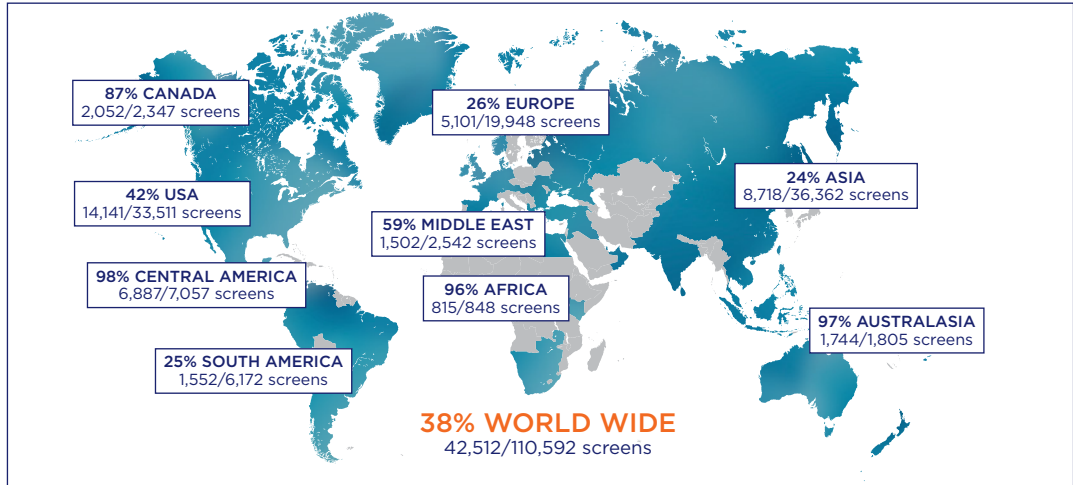 87% CANADA
2,052/2,347 screens
26% EUROPE
5,101/19,948 screens
24% ASIA
8,718/36,362 screens
42% USA
14,141/33,511 screens
59% MIDDLE EAST
1,502/2,542 screens
98% CENTRAL AMERICA
6,887/7,057 screens
96% AFRICA
815/848 screens
97% AUSTRALASIA
1,744/1,805 screens
25% SOUTH AMERICA
1,552/6,172 screens
38% WORLD WIDE
42,512/110,592 screens